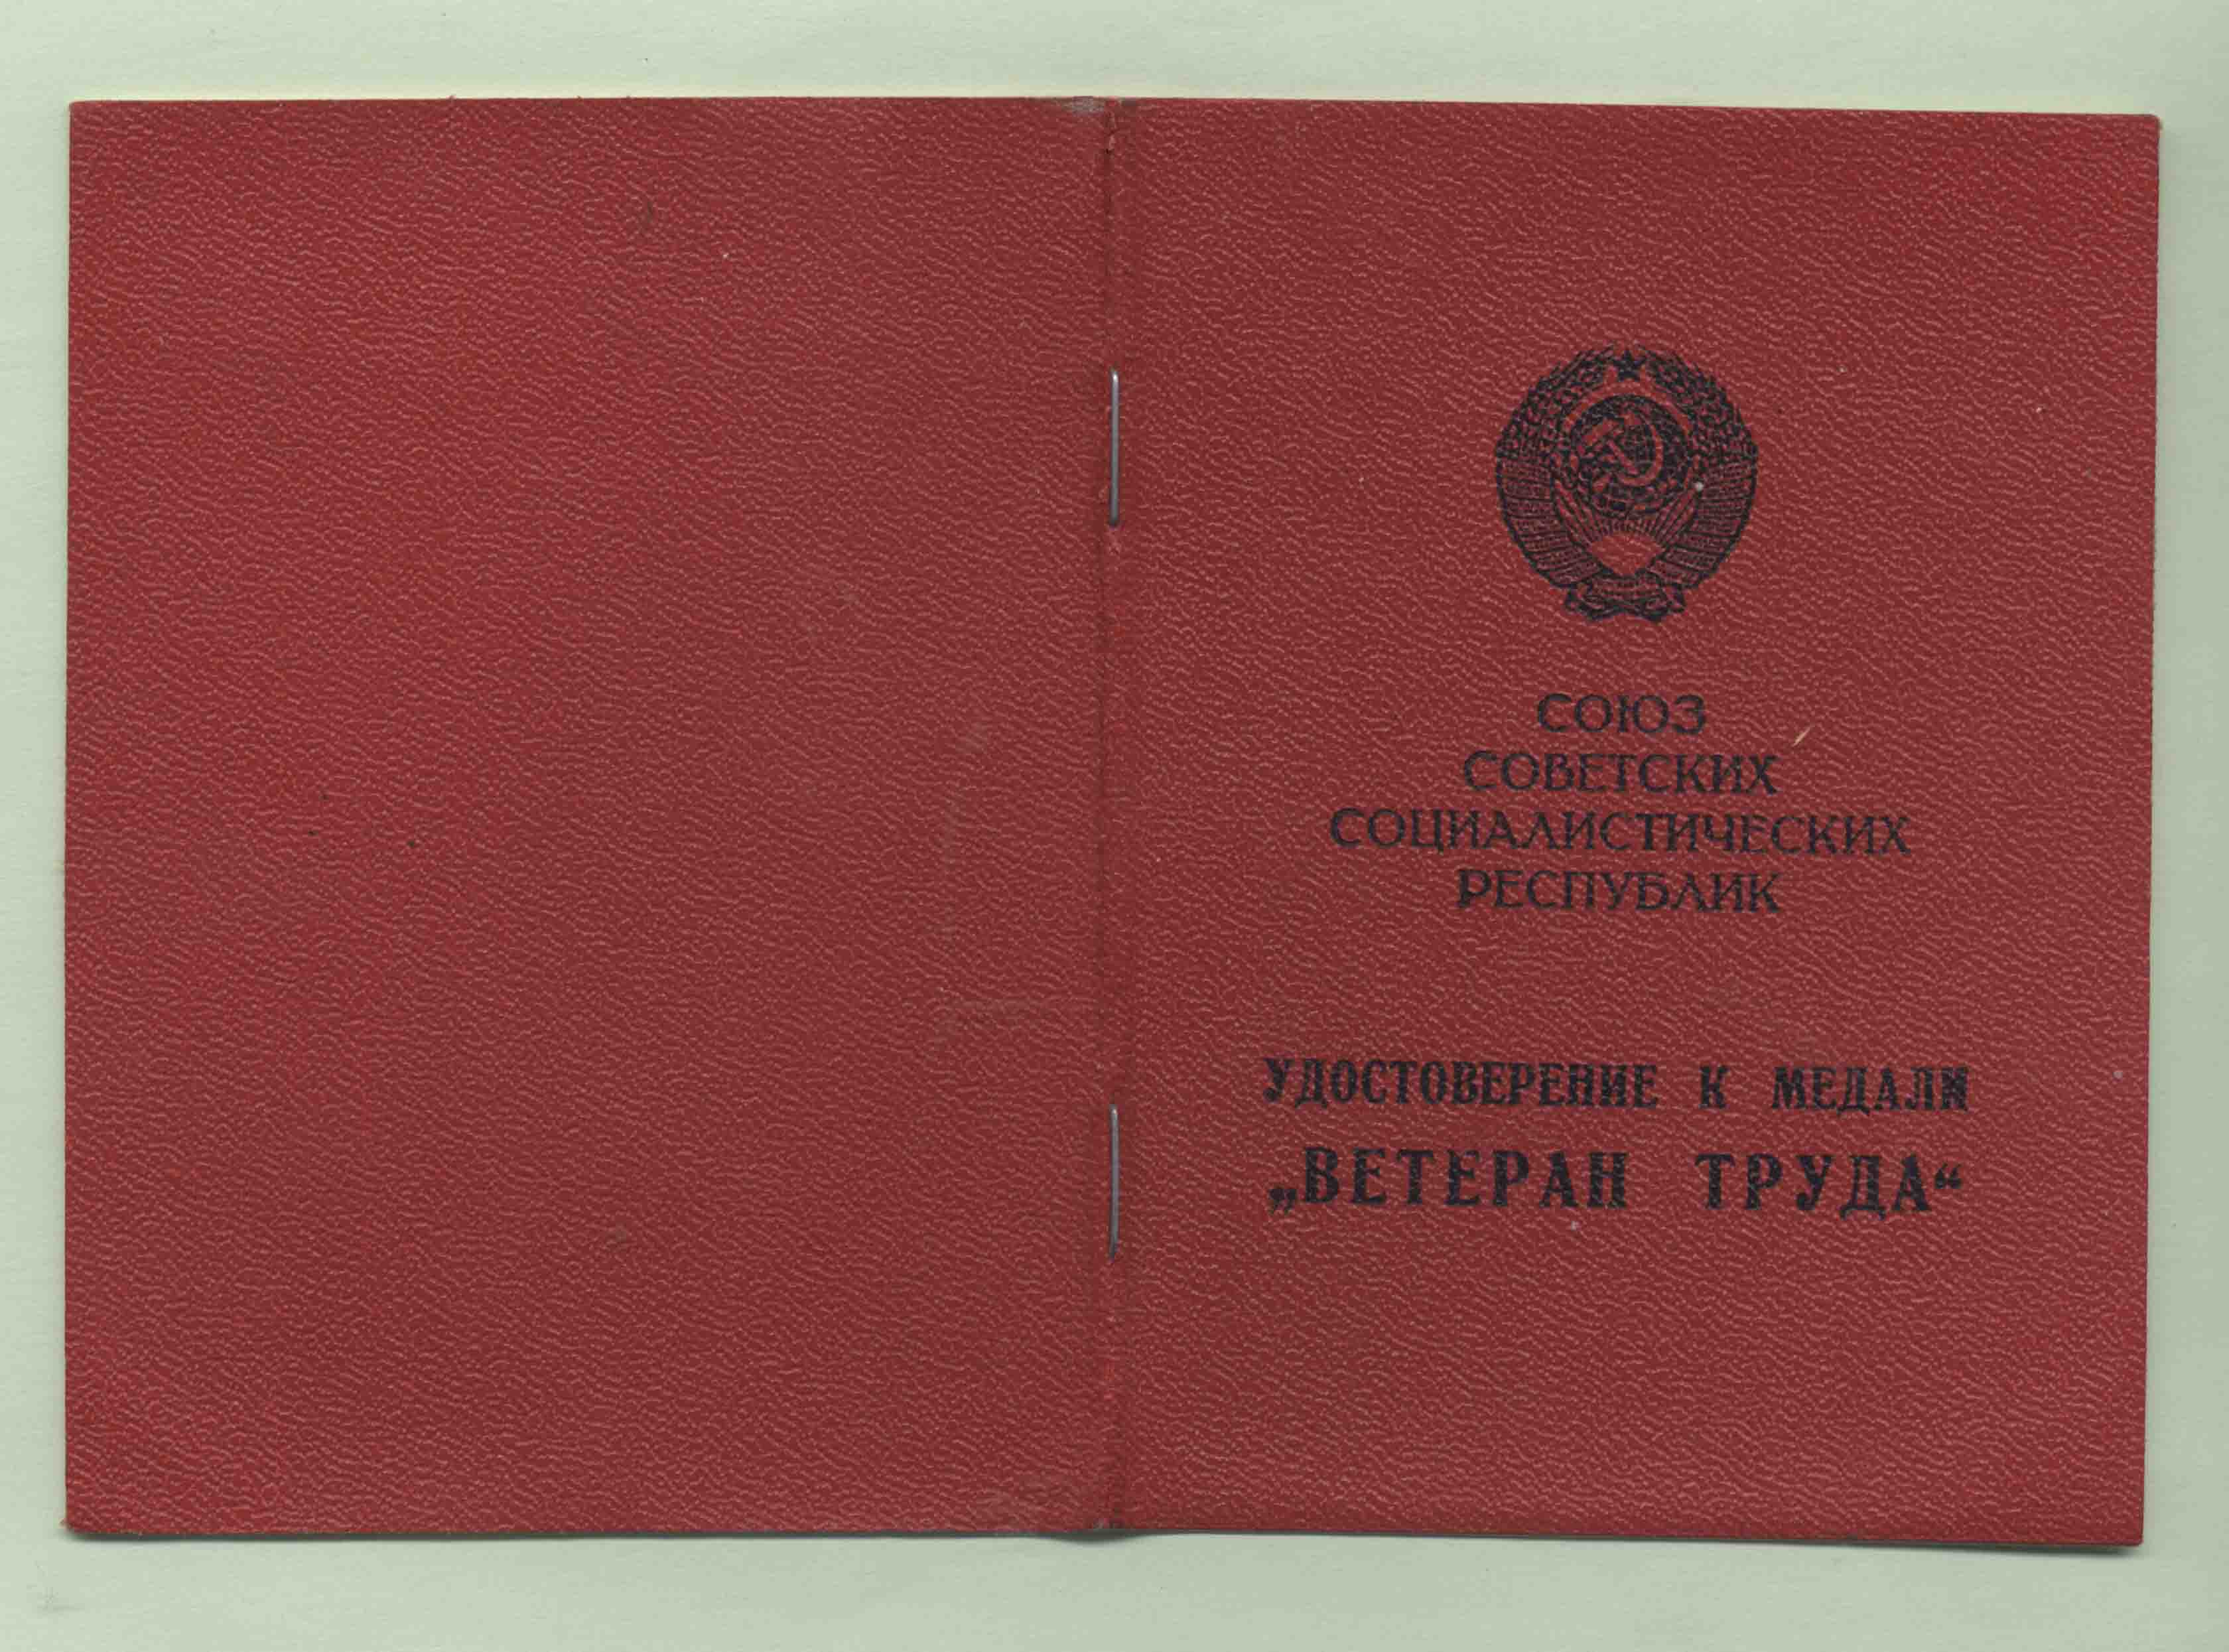 СОЮЗ
СОВЕТСКИХ
СОЦИАЛИСТИЧЕСКИХ
РЕСПУБЛИК
УДОСТОВЕРЕНИЕ К МЕДАЛИ
„ВЕТЕРАН ТРУДА“